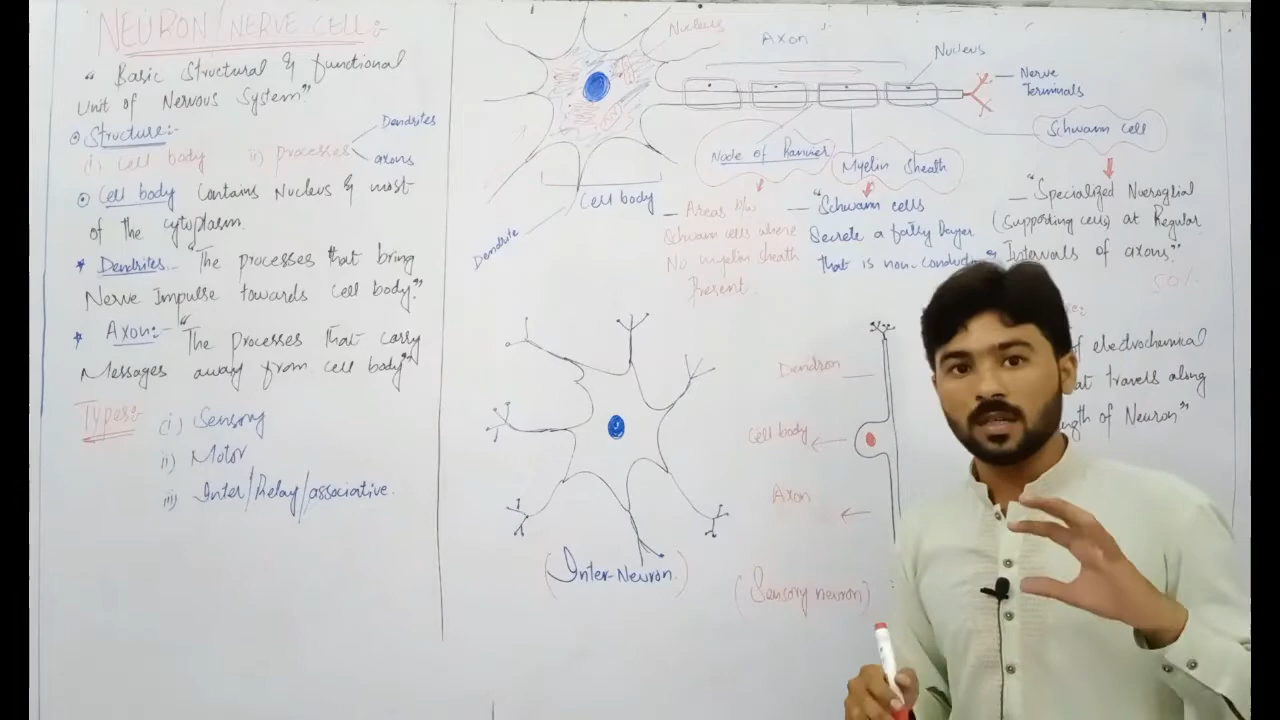 NEURON/NERVE CELL:-
"Basic Structural & functional
unit of Nervous System"
Structure:-
(i) Cell body ii) Processes
Dendrites
axons
Cell body contains Nucleus & most
of the cytoplasm.
* Dendrites:- "The processes that bring
Nerve Impulse towards cell body."
* Axon:- "The processes that carry
Messages away from cell body"
Types:-
(i) Sensory
ii) Motor
iii) Inter/Relay/associative.
Nucleus
Axon
Nucleus
Nerve
Terminals
Schwann cell
Node of Ranvier
Myelin Sheath
Cell body
Dendrite
— Areas b/w
Schwann cells where
No myelin sheath
Present.
— "Schwann cells
Secrete a fatty layer
that is non-conduc
— "Specialized Nueroglial
(supporting cells) at Regular
Intervals of axons."
50%
of electrochemical
at travels along
ngth of Neuron"
Dendron
Cell body
Axon
(Inter-Neuron.)
(Sensory neuron)